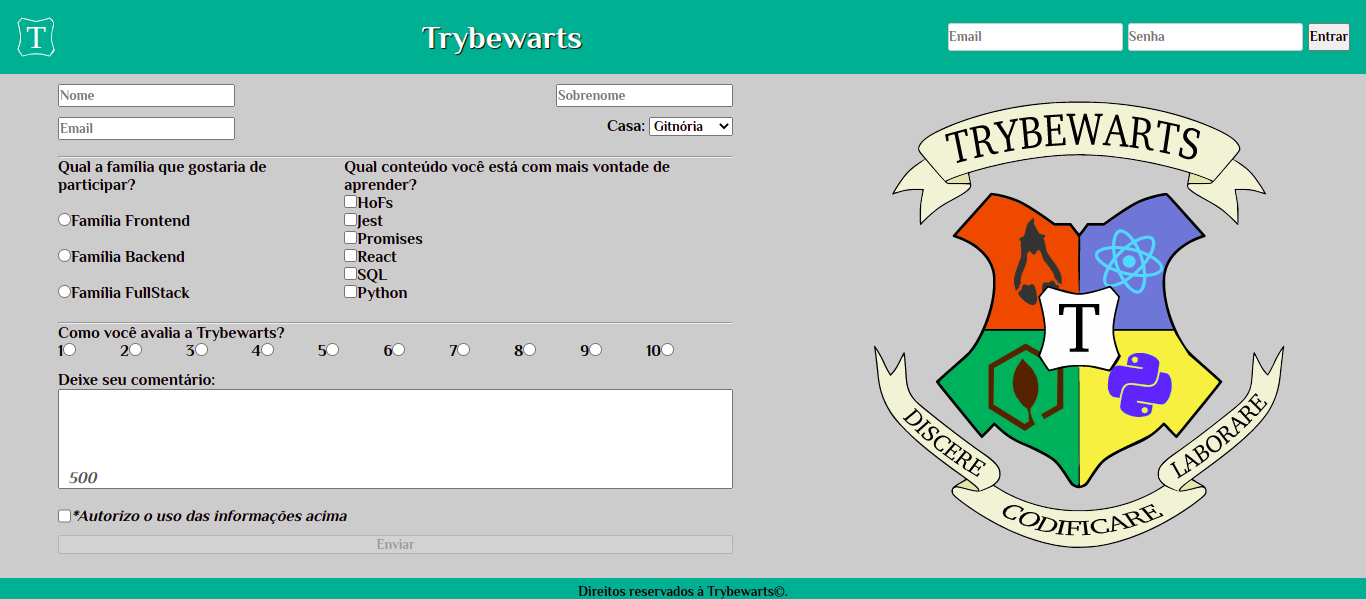 T
Trybewarts
Email
Senha
Entrar
Nome
Sobrenome
Email
Casa: Gitnória
Qual a família que gostaria de
participar?
Família Frontend
Família Backend
Família FullStack
Qual conteúdo você está com mais vontade de
aprender?
HoFs
Jest
Promises
React
SQL
Python
Como você avalia a Trybewarts?
1 2 3 4 5 6 7 8 9 10
Deixe seu comentário:
500
*Autorizo o uso das informações acima
Enviar
TRYBEWARTS
T
DISCERE
CODIFICARE
LABORARE
Direitos reservados à Trybewarts©.